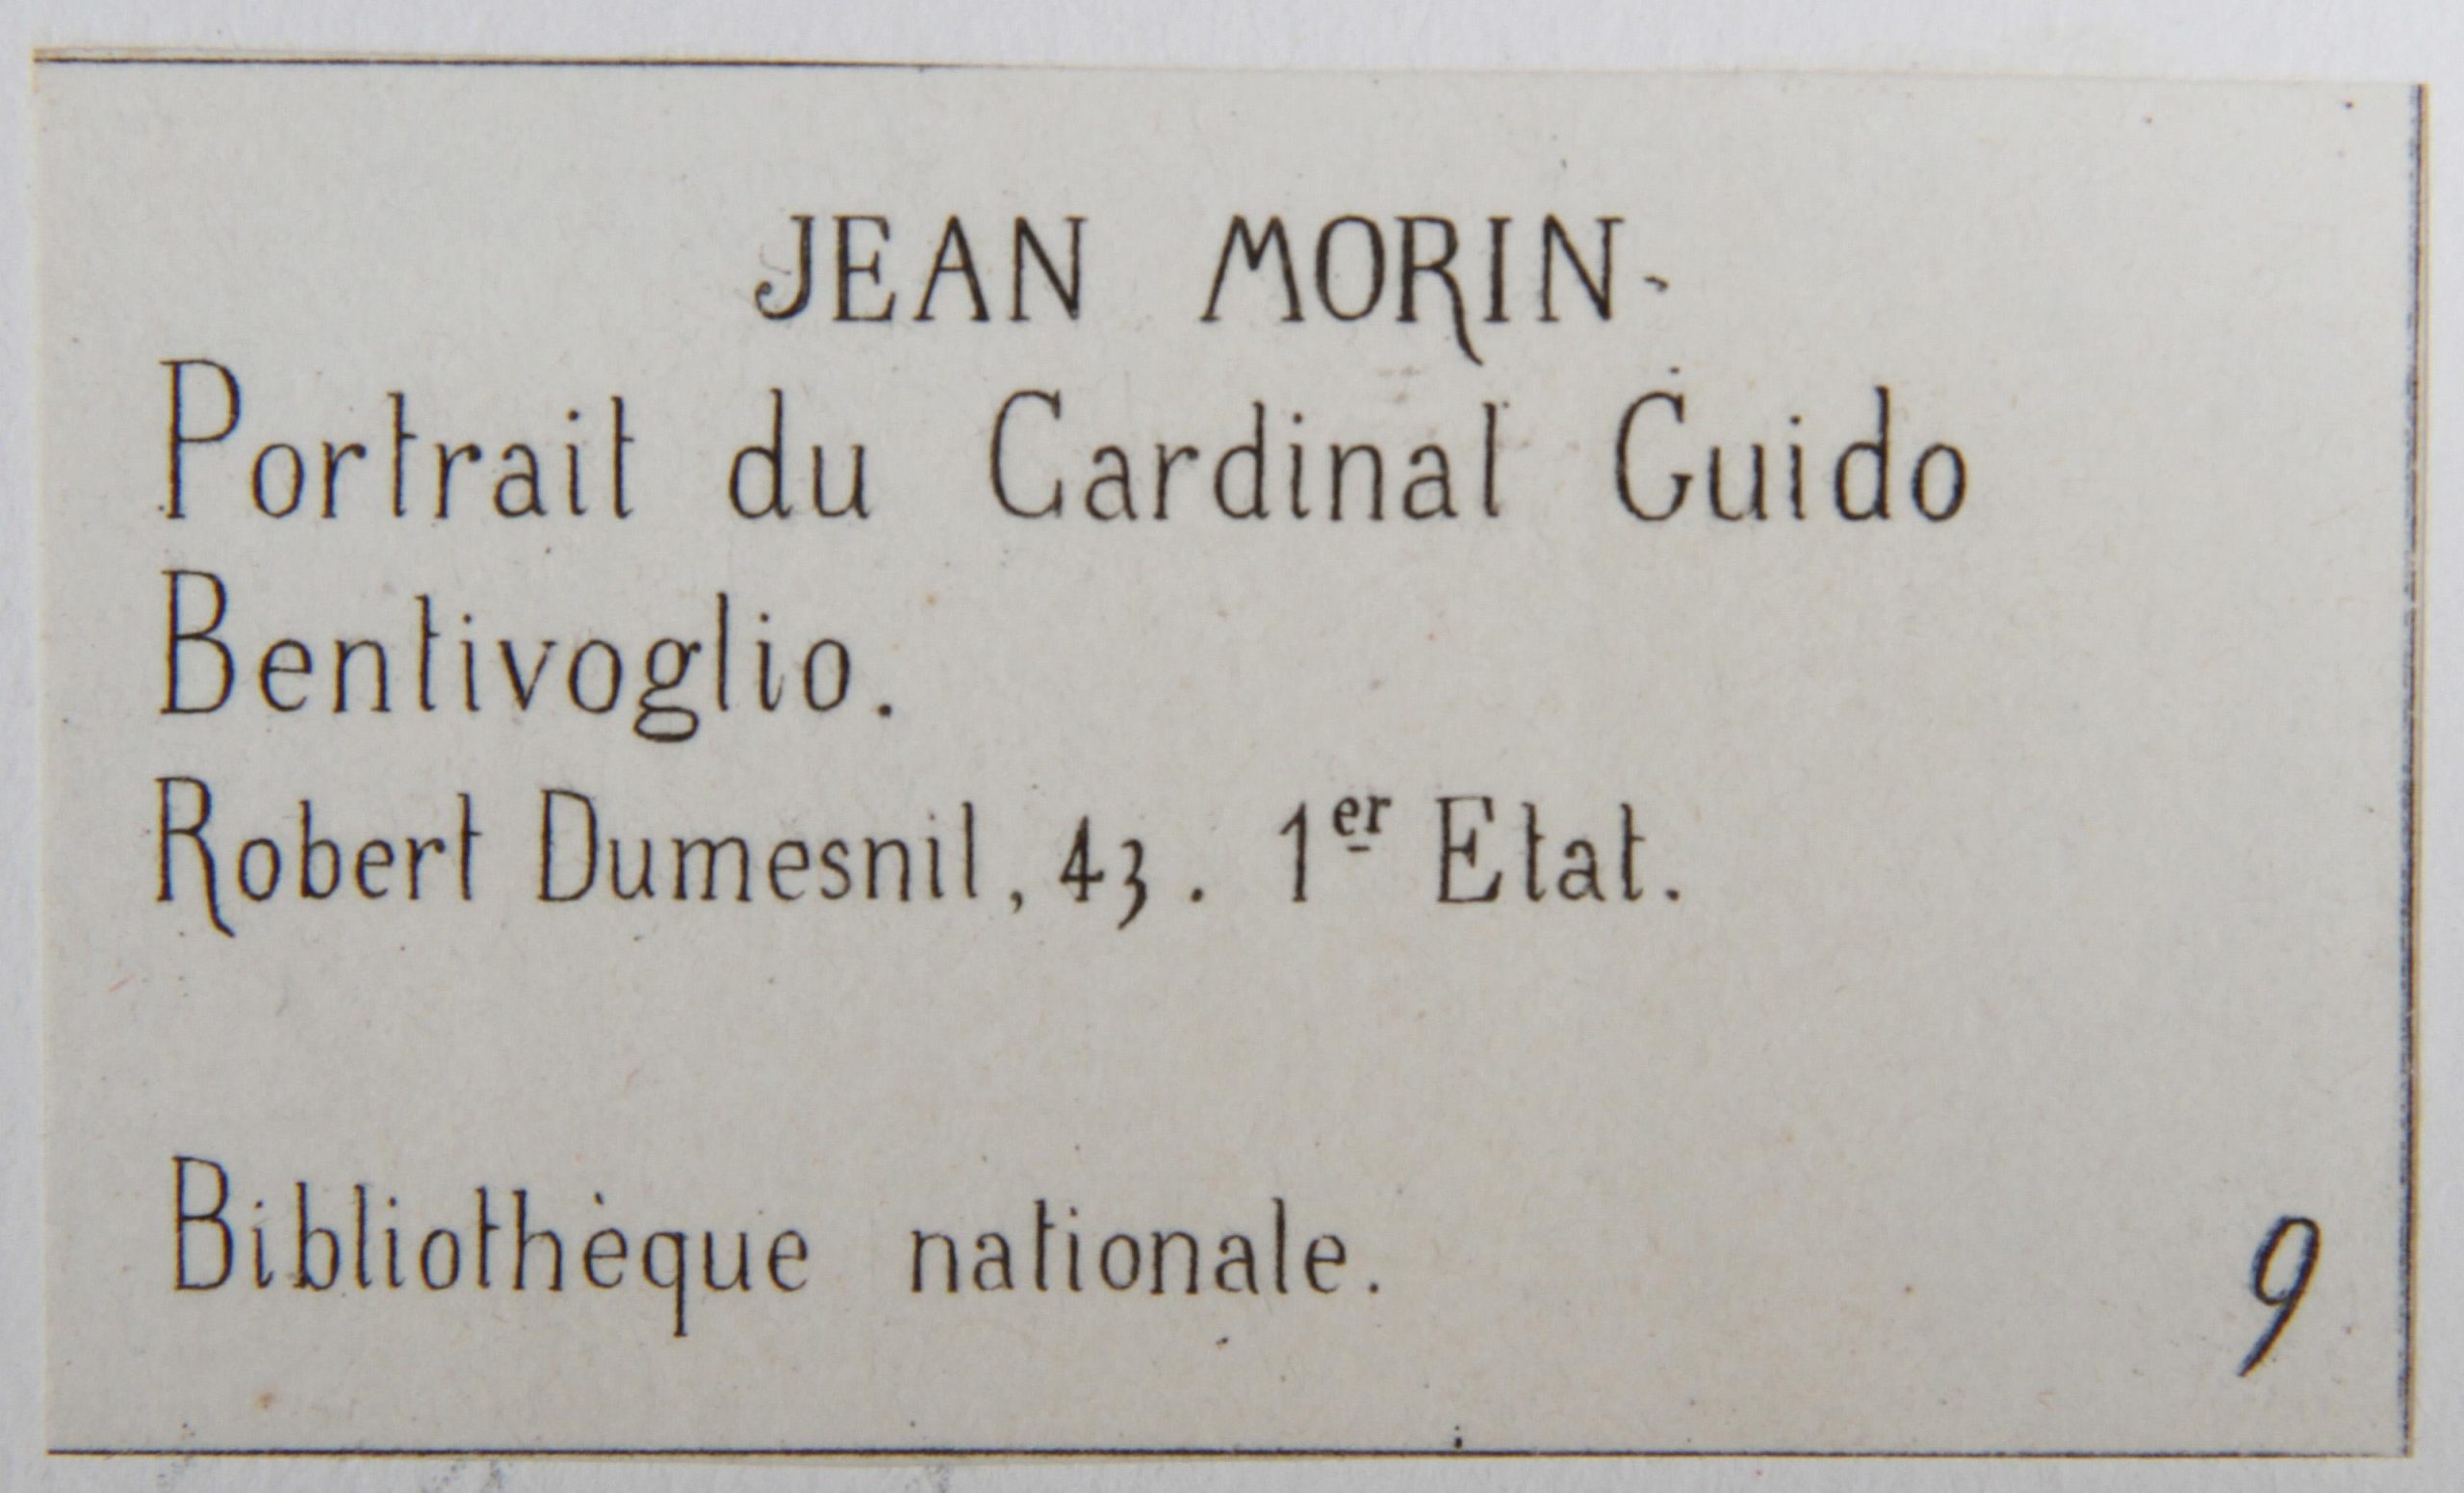 JEAN MORIN.
Portrait du Cardinal Guido
Bentivoglio.
Robert Dumesnil, 43. 1er Etat.
Bibliothèque nationale.
9